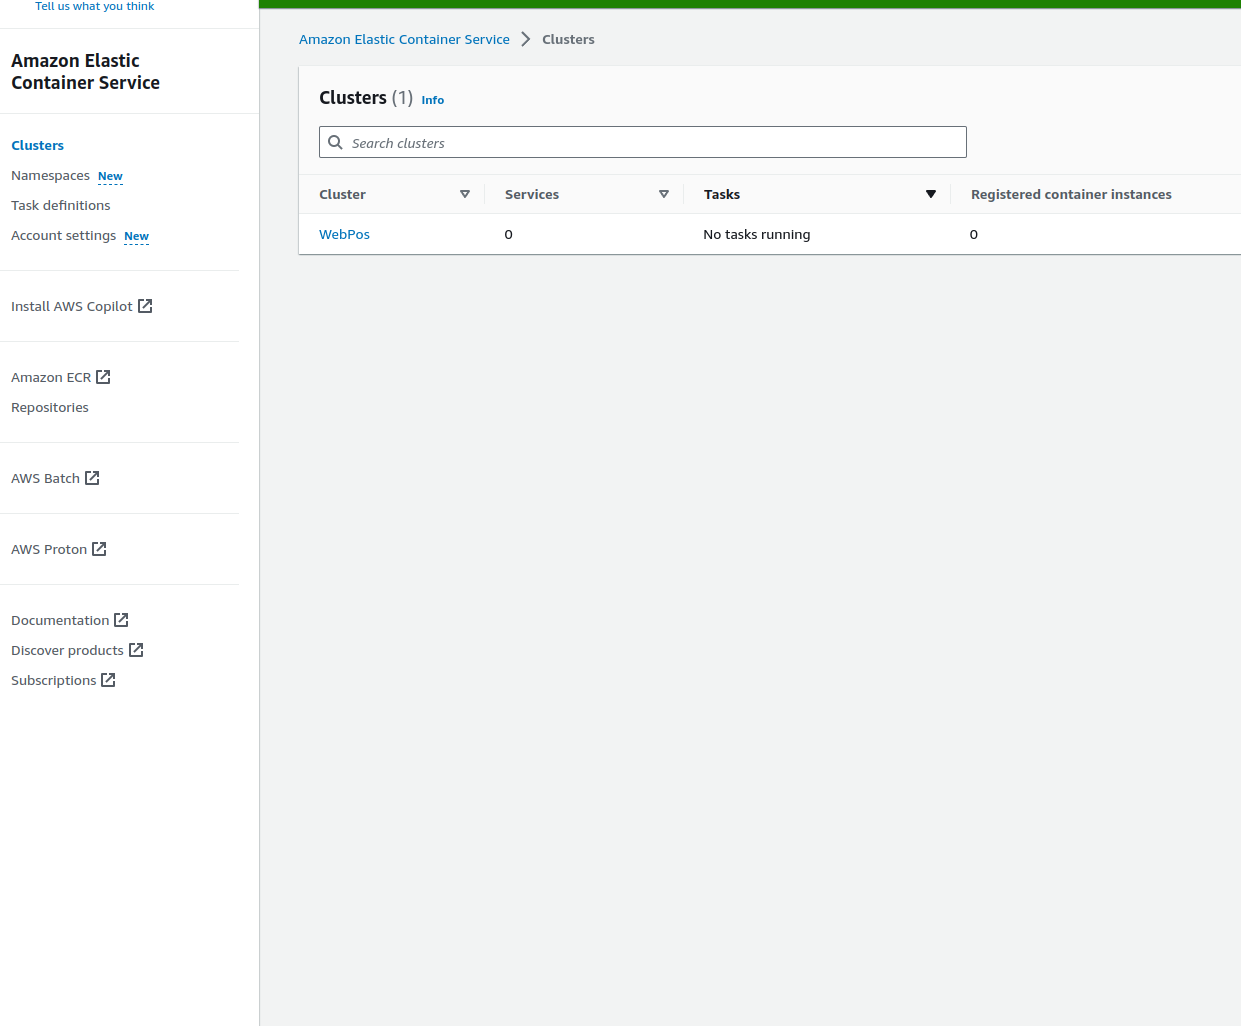 Tell us what you think
Amazon Elastic
Container Service
Clusters
Namespaces New
Task definitions
Account settings New
Install AWS Copilot
Amazon ECR
Repositories
AWS Batch
AWS Proton
Documentation
Discover products
Subscriptions
Amazon Elastic Container Service > Clusters
Clusters (1) Info
Search clusters
Cluster Services Tasks Registered container instances
WebPos 0 No tasks running 0